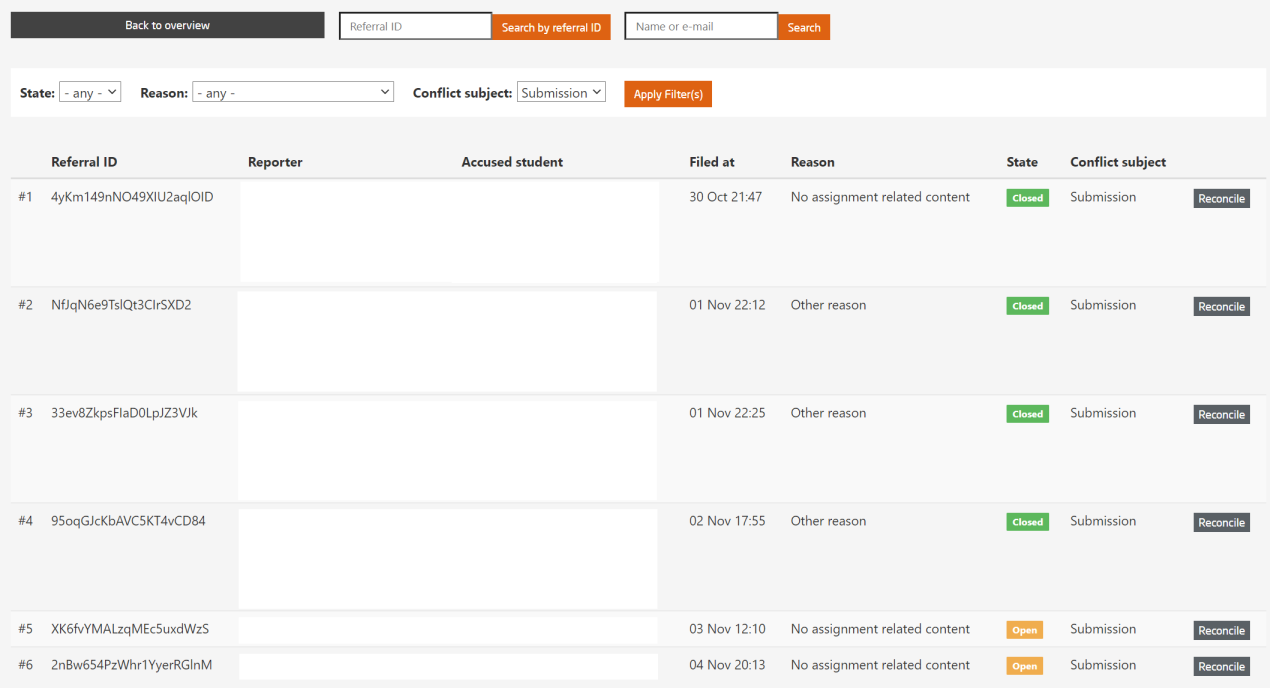 Back to overview Referral ID Search by referral ID Name or e-mail Search
State: - any - Reason: - any - Conflict subject: Submission Apply Filter(s)
Referral ID Reporter Accused student Filed at Reason State Conflict subject
#1 4yKm149nNO49XIU2aqlOID 30 Oct 21:47 No assignment related content Closed Submission Reconcile
#2 NfJqN6e9TslQt3CIrSXD2 01 Nov 22:12 Other reason Closed Submission Reconcile
#3 33ev8ZkpsFIaD0LpJZ3VJk 01 Nov 22:25 Other reason Closed Submission Reconcile
#4 95oqGJcKbAVC5KT4vCD84 02 Nov 17:55 Other reason Closed Submission Reconcile
#5 XK6fvYMALzqMEc5uxdWzS 03 Nov 12:10 No assignment related content Open Submission Reconcile
#6 2nBw654PzWhr1YyerRGlnM 04 Nov 20:13 No assignment related content Open Submission Reconcile